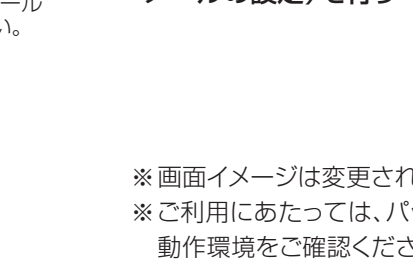 ール
い。
ールの設定）を行う
※画面イメージは変更され
※ご利用にあたっては、パ
動作環境をご確認くださ